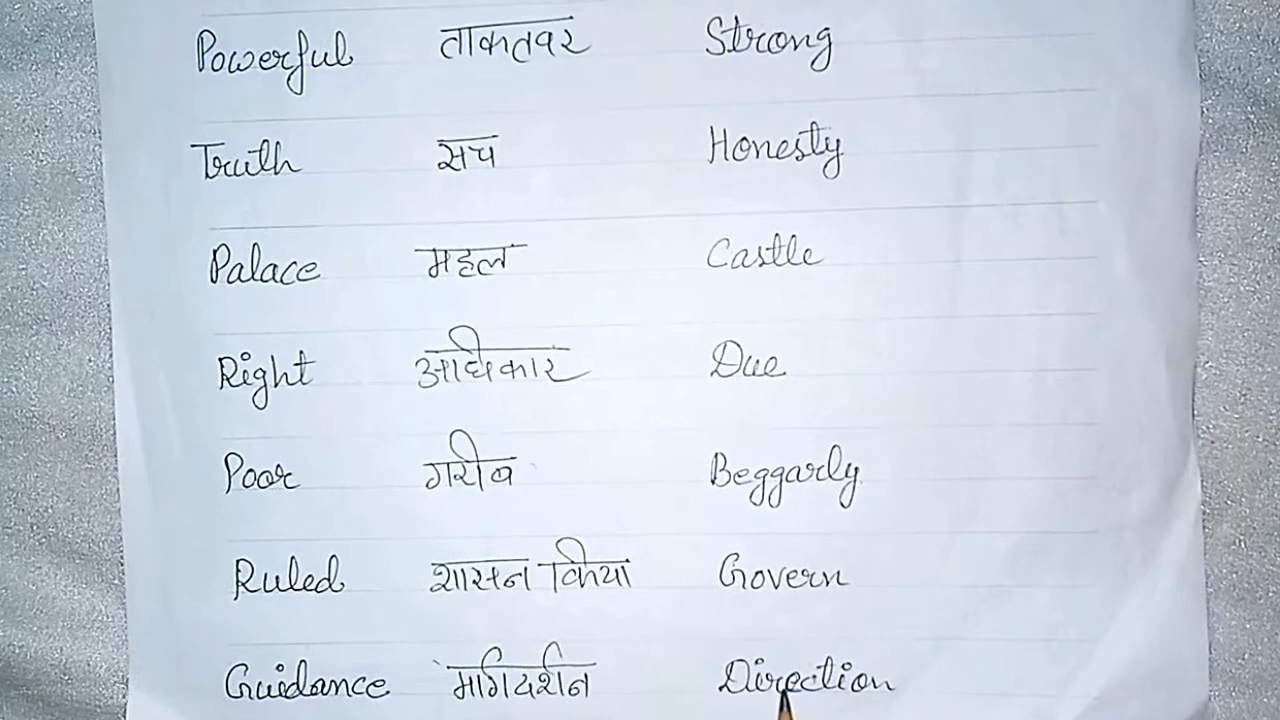 Powerful ताकतवर Strong
Truth सच Honesty
Palace महल Castle
Right अधिकार Due
Poor गरीब Beggarly
Ruled शासन किया Govern
Guidance मार्गदर्शन Direction